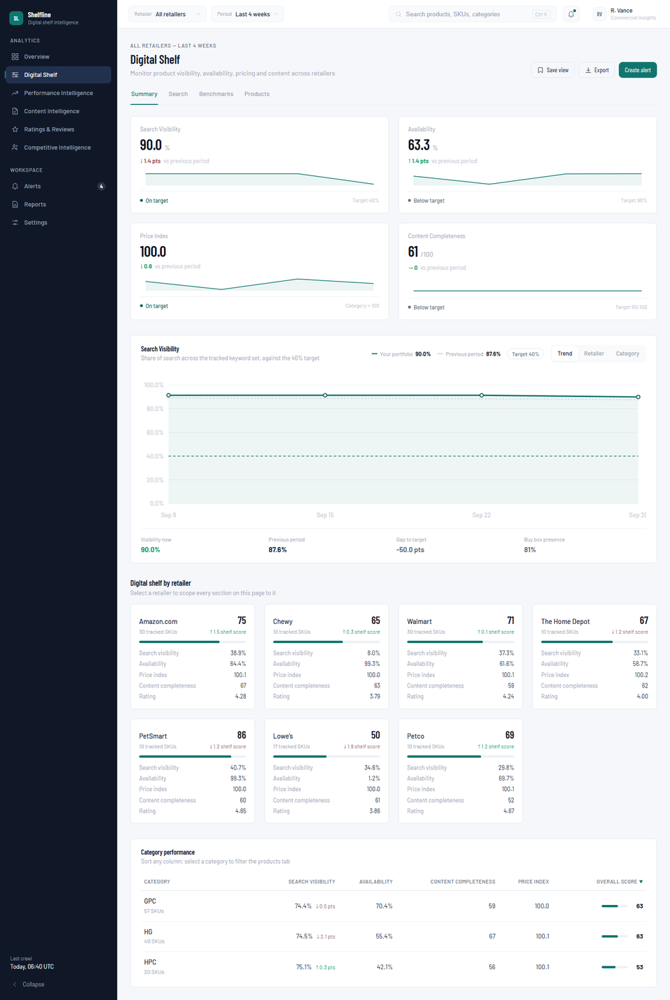 SL
Shelfline
Digital shelf intelligence
ANALYTICS
Overview
Digital Shelf
Performance Intelligence
Content Intelligence
Ratings & Reviews
Competitive Intelligence
WORKSPACE
Alerts 4
Reports
Settings
Last crawl
Today, 06:40 UTC
Collapse
Retailer All retailers
Period Last 4 weeks
Search products, SKUs, categories Ctrl K
RV
R. Vance
Commercial Insights
ALL RETAILERS — LAST 4 WEEKS
Digital Shelf
Monitor product visibility, availability, pricing and content across retailers
Save view Export Create alert
Summary Search Benchmarks Products
Search Visibility
90.0 %
↓ 1.4 pts vs previous period
On target Target 40%
Availability
63.3 %
↑ 1.4 pts vs previous period
Below target Target 98%
Price Index
100.0
↓ 0.6 vs previous period
On target Category = 100
Content Completeness
61 /100
→ 0 vs previous period
Below target Target 95/100
Search Visibility
Share of search across the tracked keyword set, against the 40% target
Your portfolio 90.0% Previous period 87.6% Target 40% Trend Retailer Category
100.0%
80.0%
60.0%
40.0%
20.0%
0.0%
Sep 8 Sep 15 Sep 22 Sep 29
Visibility now Previous period Gap to target Buy box presence
90.0% 87.6% -50.0 pts 81%
Digital shelf by retailer
Select a retailer to scope every section on this page to it
Amazon.com 75
30 tracked SKUs ↑ 1.5 shelf score
Search visibility 38.9%
Availability 64.4%
Price index 100.1
Content completeness 67
Rating 4.28
Chewy 65
10 tracked SKUs ↑ 0.3 shelf score
Search visibility 8.0%
Availability 99.3%
Price index 100.0
Content completeness 63
Rating 3.79
Walmart 71
30 tracked SKUs ↑ 0.1 shelf score
Search visibility 37.3%
Availability 61.6%
Price index 100.1
Content completeness 59
Rating 4.24
The Home Depot 67
10 tracked SKUs ↓ 1.2 shelf score
Search visibility 33.1%
Availability 58.7%
Price index 100.2
Content completeness 62
Rating 4.00
PetSmart 86
10 tracked SKUs ↓ 1.2 shelf score
Search visibility 40.7%
Availability 99.3%
Price index 100.0
Content completeness 60
Rating 4.65
Lowe's 50
17 tracked SKUs ↓ 1.9 shelf score
Search visibility 34.6%
Availability 1.2%
Price index 100.0
Content completeness 61
Rating 3.86
Petco 69
10 tracked SKUs ↑ 1.2 shelf score
Search visibility 29.8%
Availability 69.7%
Price index 100.1
Content completeness 52
Rating 4.67
Category performance
Sort any column; select a category to filter the products tab
CATEGORY SEARCH VISIBILITY AVAILABILITY CONTENT COMPLETENESS PRICE INDEX OVERALL SCORE ▼
GPC 74.4% ↓ 0.5 pts 70.4% 59 100.0 63
57 SKUs
HG 74.5% ↓ 2.1 pts 55.4% 67 100.1 63
40 SKUs
HPC 75.1% ↑ 0.3 pts 42.1% 56 100.1 53
20 SKUs